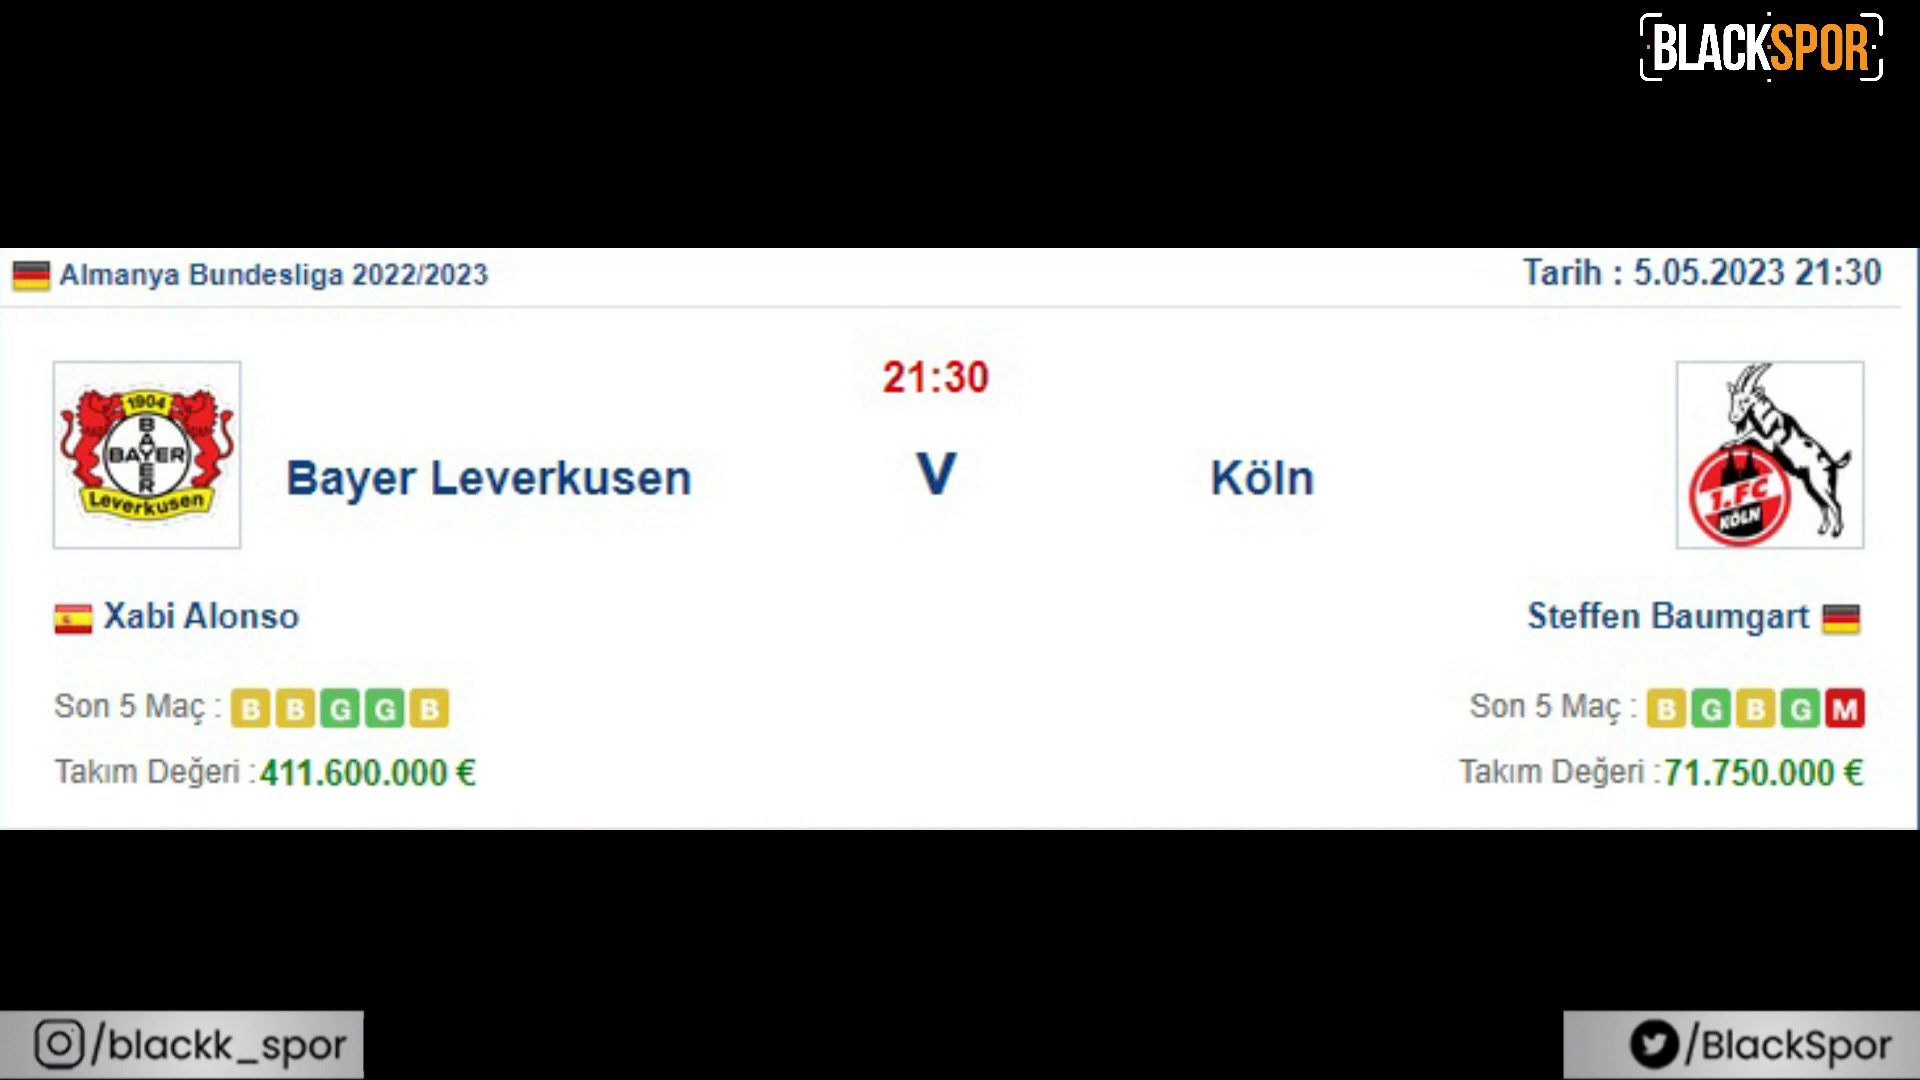 BLACKSPOR
Almanya Bundesliga 2022/2023
Tarih : 5.05.2023 21:30
21:30
1904
BAYER
BAYER
Leverkusen
Bayer Leverkusen
V
Köln
1.FC
KÖLN
Xabi Alonso
Steffen Baumgart
Son 5 Maç : B B G G B
Son 5 Maç : B G B G M
Takım Değeri :411.600.000 €
Takım Değeri :71.750.000 €
/blackk_spor
/BlackSpor